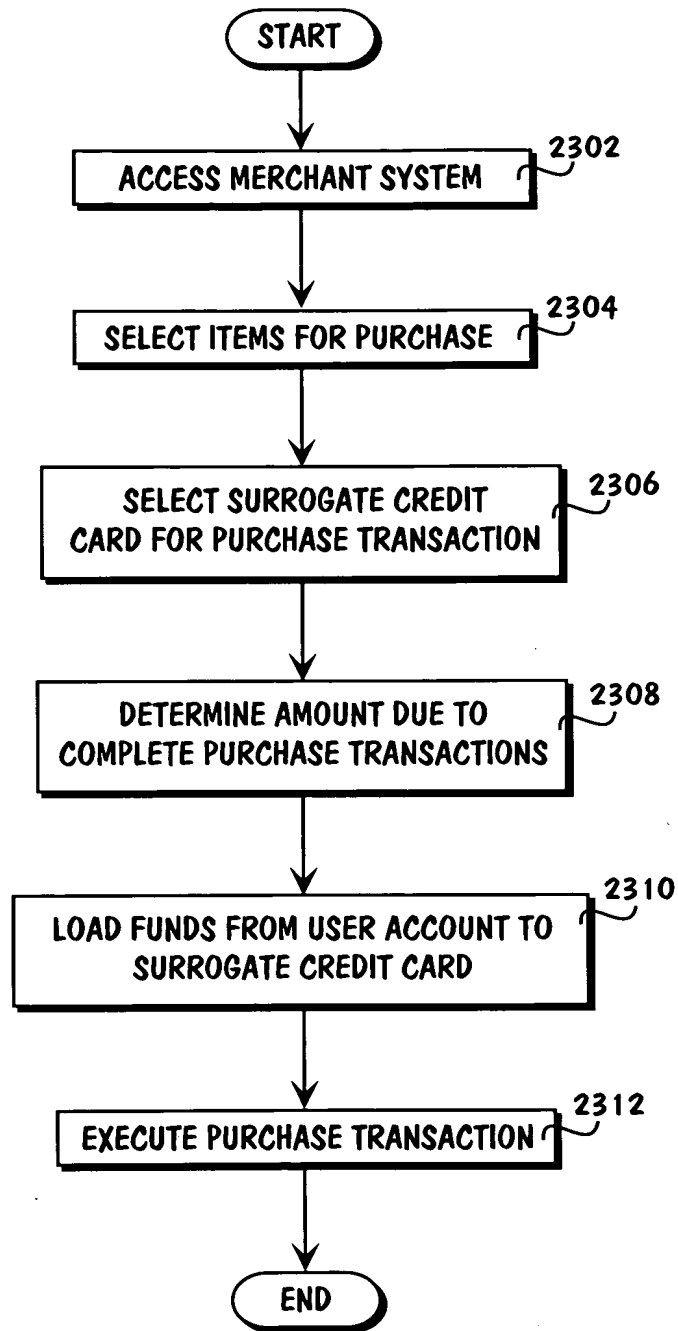 START
2302
ACCESS MERCHANT SYSTEM
2304
SELECT ITEMS FOR PURCHASE
2306
SELECT SURROGATE CREDIT
CARD FOR PURCHASE TRANSACTION
2308
DETERMINE AMOUNT DUE TO
COMPLETE PURCHASE TRANSACTIONS
2310
LOAD FUNDS FROM USER ACCOUNT TO
SURROGATE CREDIT CARD
2312
EXECUTE PURCHASE TRANSACTION
END